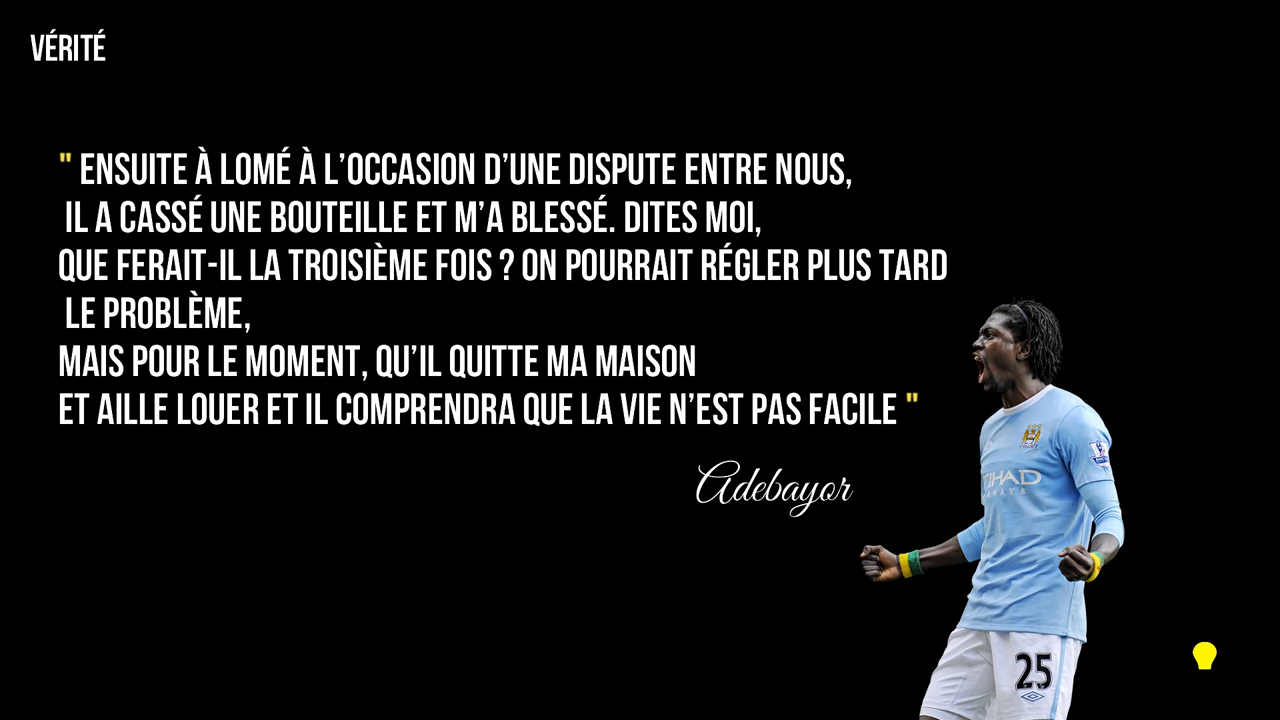 VÉRITÉ
" ENSUITE À LOMÉ À L’OCCASION D’UNE DISPUTE ENTRE NOUS,
IL A CASSÉ UNE BOUTEILLE ET M’A BLESSÉ. DITES MOI,
QUE FERAIT-IL LA TROISIÈME FOIS ? ON POURRAIT RÉGLER PLUS TARD
LE PROBLÈME,
MAIS POUR LE MOMENT, QU’IL QUITTE MA MAISON
ET AILLE LOUER ET IL COMPRENDRA QUE LA VIE N’EST PAS FACILE "
Adebayor
TIHAD
25